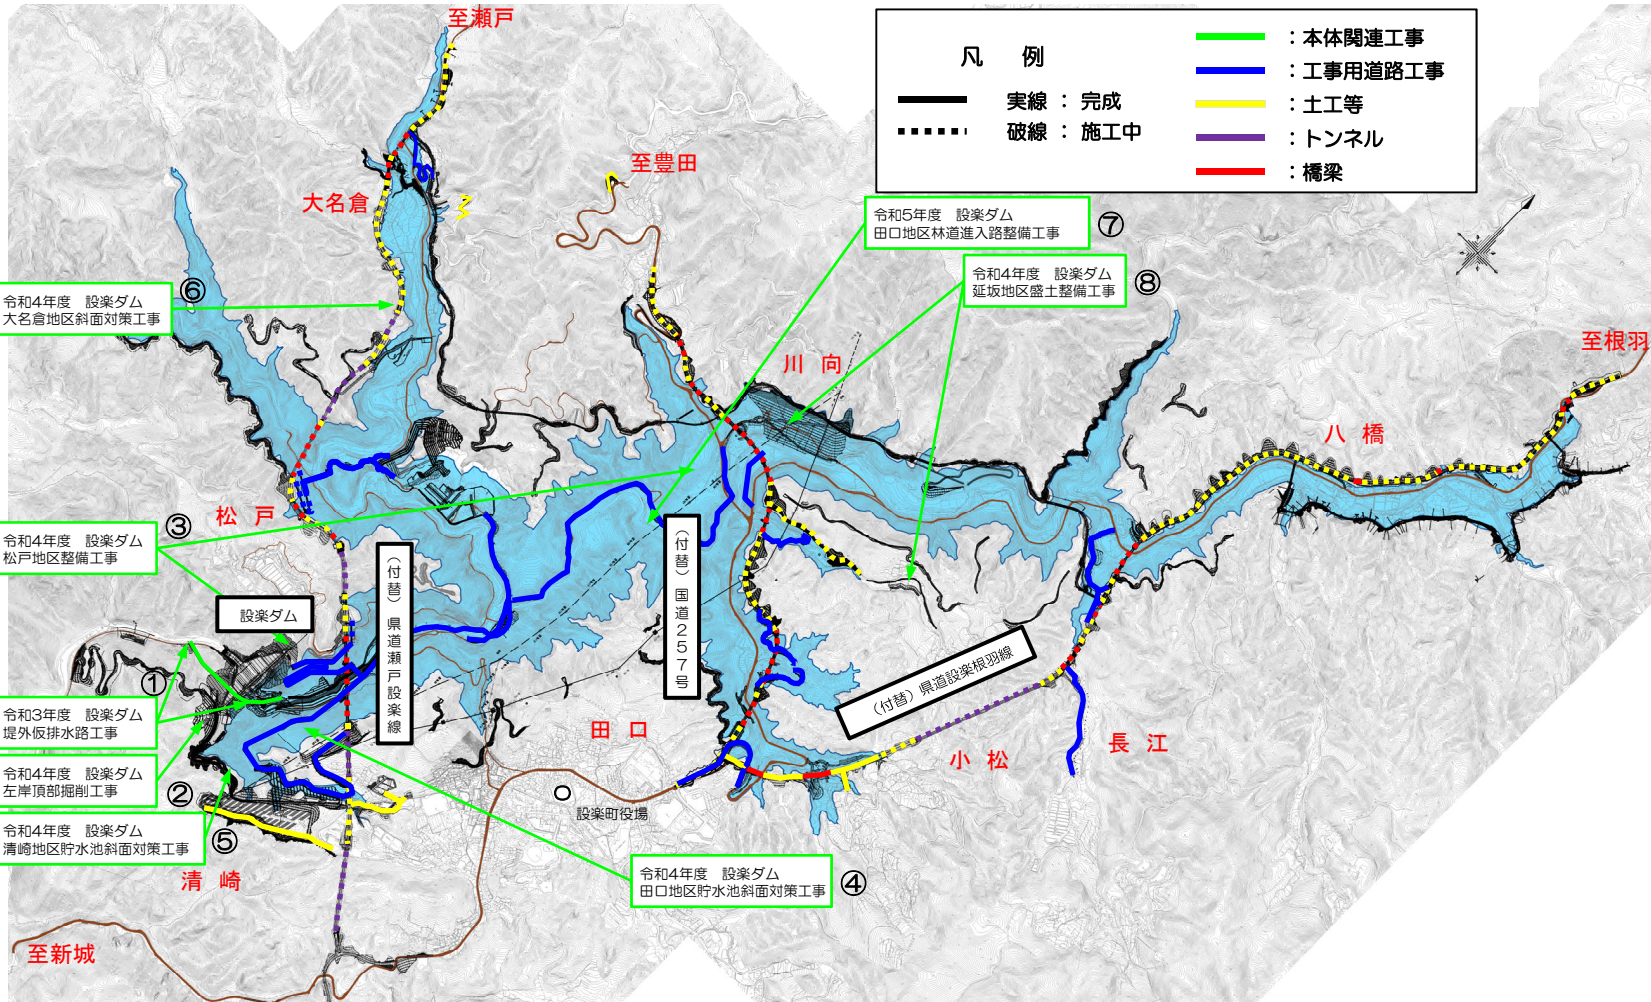 凡　例
実線 ： 完成
破線 ： 施工中
：本体関連工事
：工事用道路工事
：土工等
：トンネル
：橋梁
至瀬戸
至豊田
大名倉
令和5年度　設楽ダム
田口地区林道進入路整備工事
⑦
令和4年度　設楽ダム
延坂地区盛土整備工事
⑧
令和4年度　設楽ダム
大名倉地区斜面対策工事
⑥
川 向
至根羽
八 橋
松 戸
③
令和4年度　設楽ダム
松戸地区整備工事
設楽ダム
（付替）県道瀬戸設楽線
（付替）国道257号
（付替）県道設楽根羽線
①
令和3年度　設楽ダム
堤外仮排水路工事
令和4年度　設楽ダム
左岸頂部掘削工事
②
令和4年度　設楽ダム
清崎地区貯水池斜面対策工事
⑤
田 口
小 松
長 江
設楽町役場
令和4年度　設楽ダム
田口地区貯水池斜面対策工事
④
清 崎
至新城